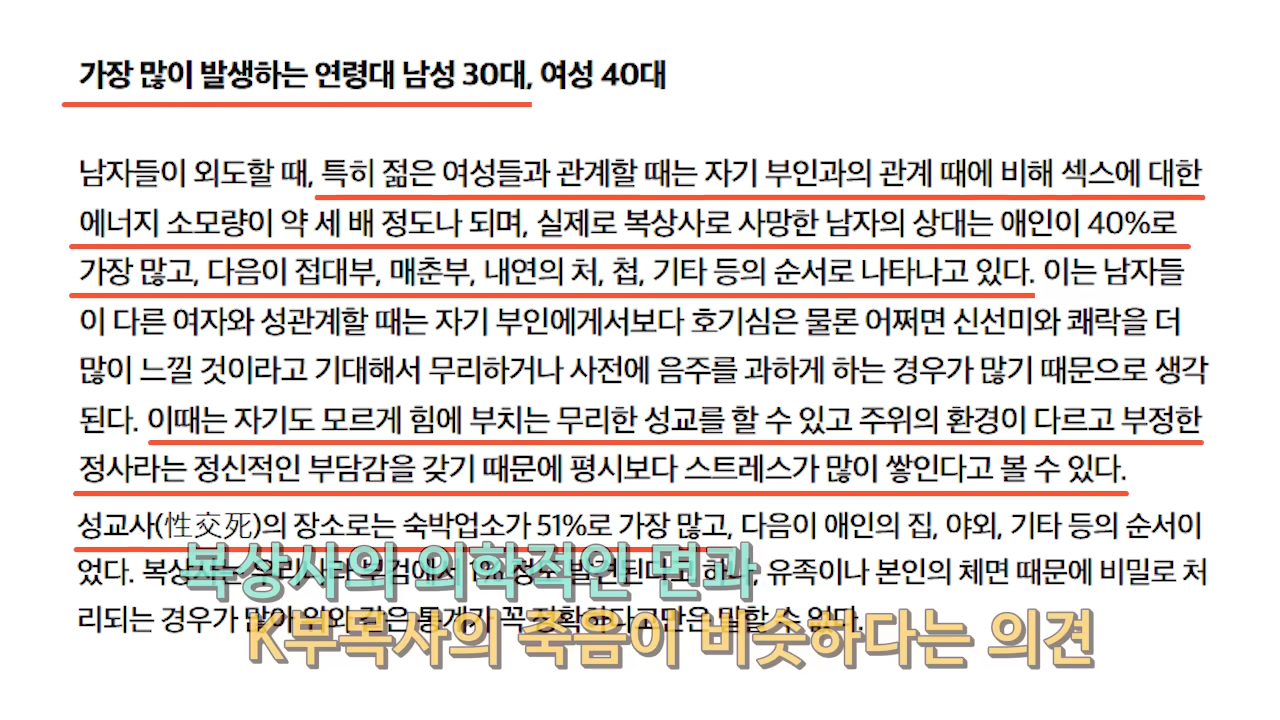 가장 많이 발생하는 연령대 남성 30대, 여성 40대
남자들이 외도할 때, 특히 젊은 여성들과 관계할 때는 자기 부인과의 관계 때에 비해 섹스에 대한
에너지 소모량이 약 세 배 정도나 되며, 실제로 복상사로 사망한 남자의 상대는 애인이 40%로
가장 많고, 다음이 접대부, 매춘부, 내연의 처, 첩, 기타 등의 순서로 나타나고 있다. 이는 남자들
이 다른 여자와 성관계할 때는 자기 부인에게서보다 호기심은 물론 어쩌면 신선미와 쾌락을 더
많이 느낄 것이라고 기대해서 무리하거나 사전에 음주를 과하게 하는 경우가 많기 때문으로 생각
된다. 이때는 자기도 모르게 힘에 부치는 무리한 성교를 할 수 있고 주위의 환경이 다르고 부정한
정사라는 정신적인 부담감을 갖기 때문에 평시보다 스트레스가 많이 쌓인다고 볼 수 있다.
성교사(性交死)의 장소로는 숙박업소가 51%로 가장 많고, 다음이 애인의 집, 야외, 기타 등의 순서이
었다. 하나, 유족이나 본인의 체면 때문에 비밀로 처
리되는 경우가 많아 꼭 말할 수 없다.
복상사의 의학적인 면과
K부목사의 죽음이 비슷하다는 의견